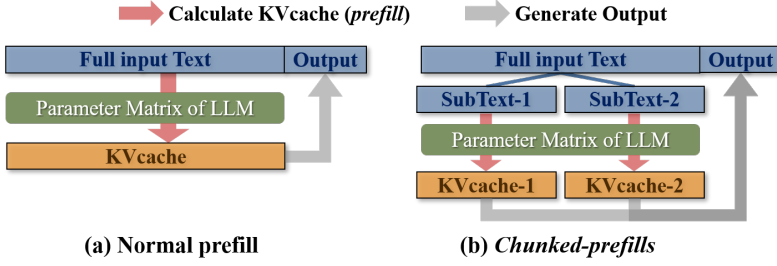 Calculate KVcache (prefill)
Generate Output
Full input Text
Output
Parameter Matrix of LLM
KVcache
(a) Normal prefill
Full input Text
Output
SubText-1
SubText-2
Parameter Matrix of LLM
KVcache-1
KVcache-2
(b) Chunked-prefills